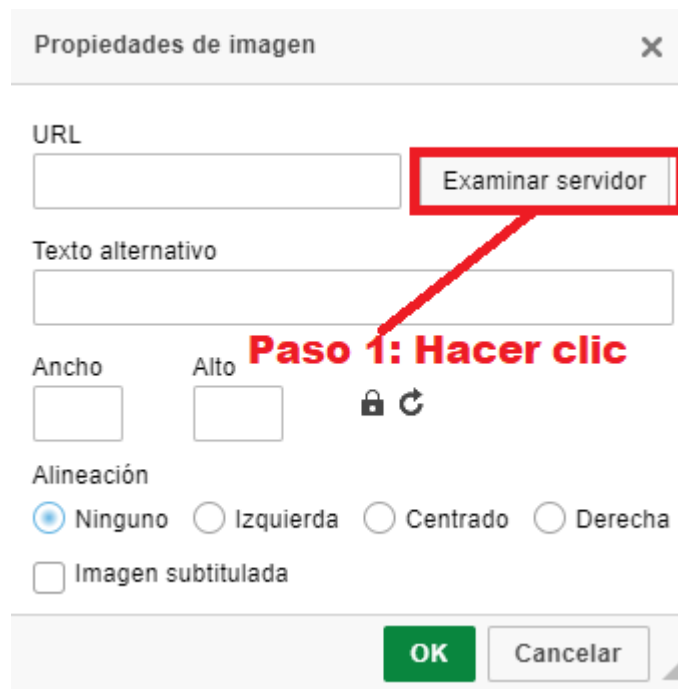 Propiedades de imagen
URL
Examinar servidor
Texto alternativo
Paso 1: Hacer clic
Ancho Alto
Alineación
Ninguno Izquierda Centrado Derecha
Imagen subtitulada
OK Cancelar